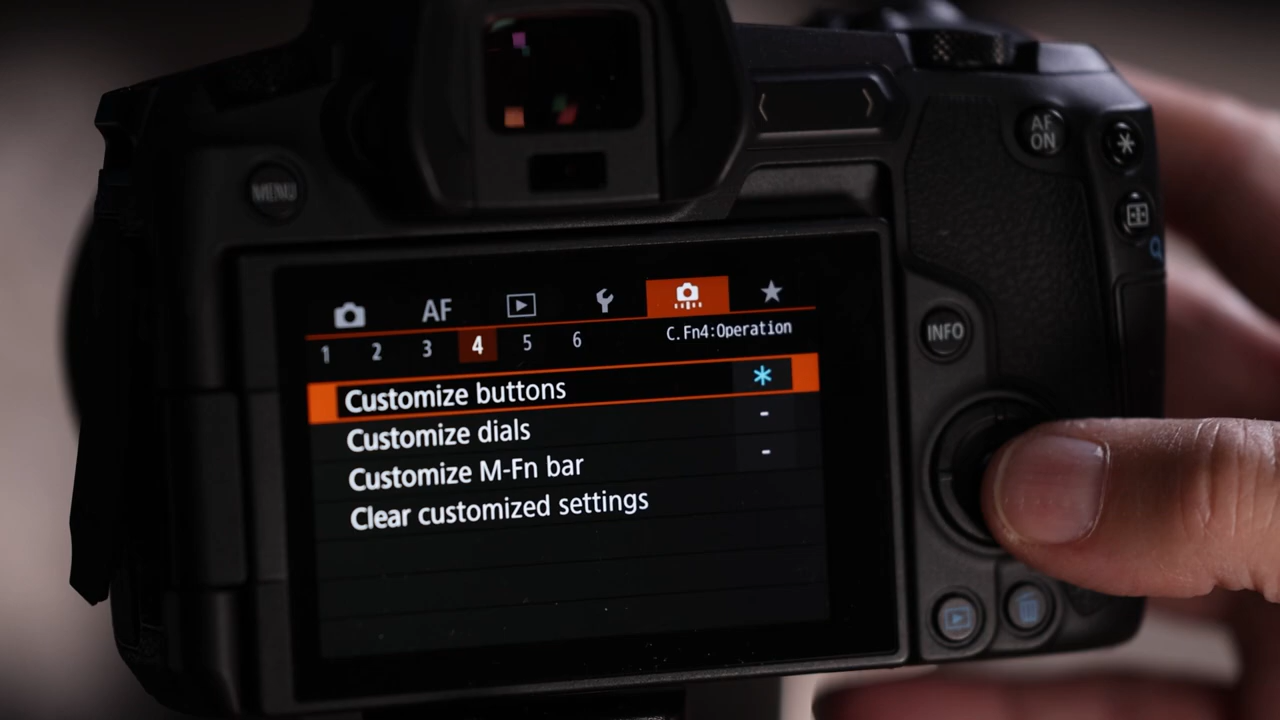 MENU
AF
ON
INFO
AF
1 2 3 4 5 6 C.Fn4:Operation
Customize buttons *
Customize dials -
Customize M-Fn bar -
Clear customized settings